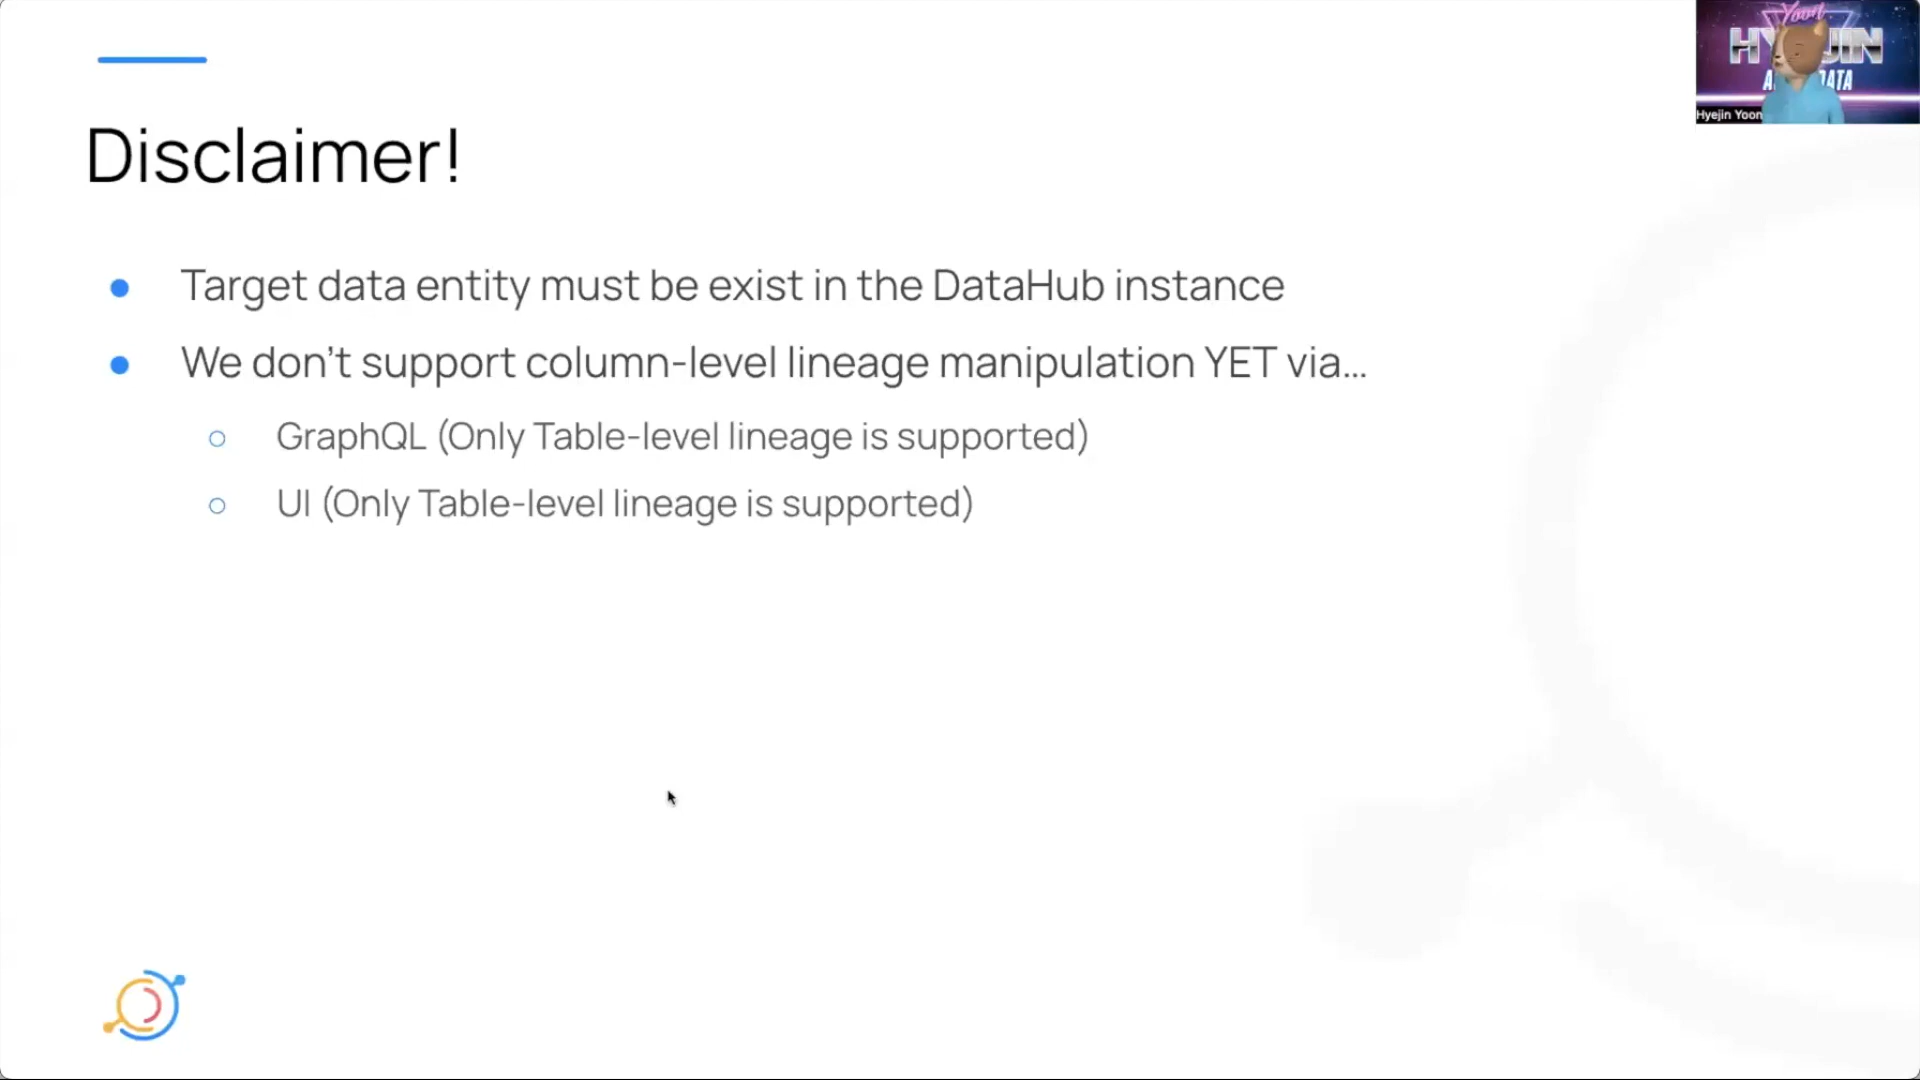 Disclaimer!
Target data entity must be exist in the DataHub instance
We don't support column-level lineage manipulation YET via...
GraphQL (Only Table-level lineage is supported)
UI (Only Table-level lineage is supported)
Yoon
Hyejin Yoon